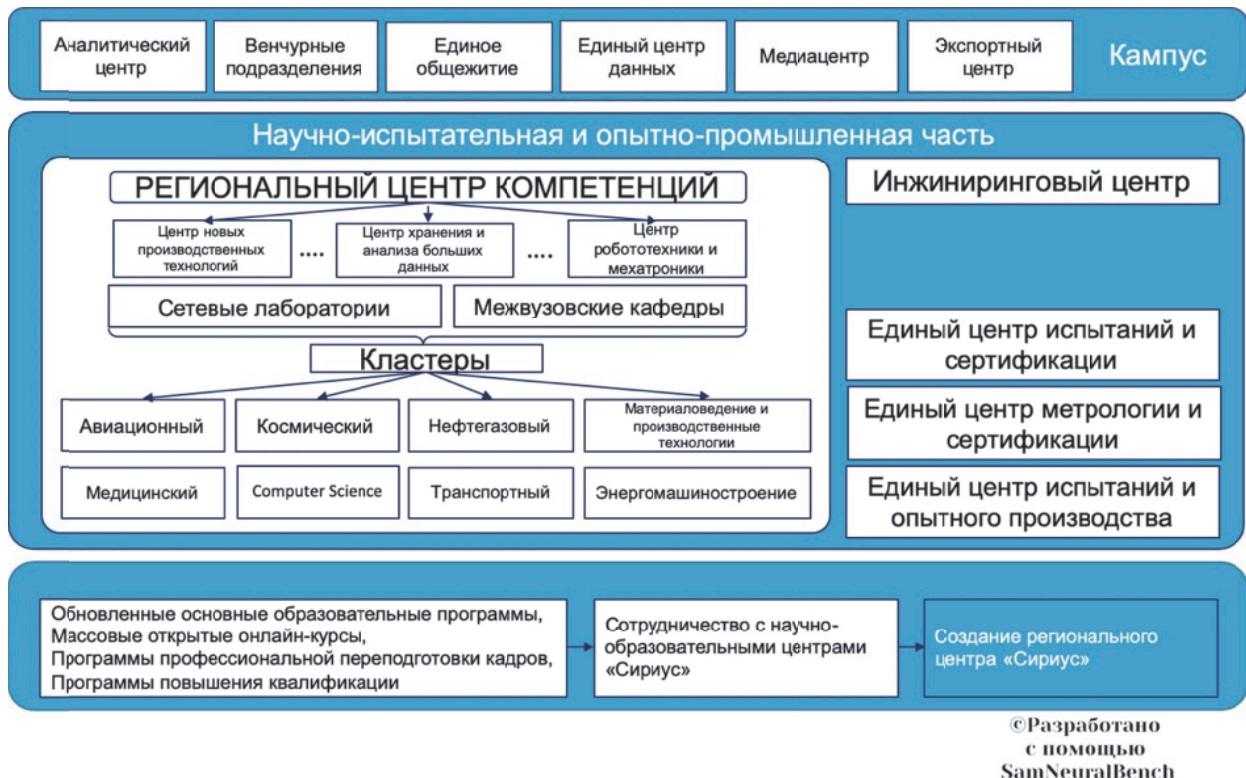 Аналитический
центр
Венчурные
подразделения
Единое
общежитие
Единый центр
данных
Медиацентр
Экспортный
центр
Кампус
Научно-испытательная и опытно-промышленная часть
РЕГИОНАЛЬНЫЙ ЦЕНТР КОМПЕТЕНЦИЙ
Центр новых
производственных
технологий
....
Центр хранения и
анализа больших
данных
....
Центр
робототехники и
мехатроники
Сетевые лаборатории
Межвузовские кафедры
Кластеры
Авиационный
Космический
Нефтегазовый
Материаловедение и
производственные
технологии
Медицинский
Computer Science
Транспортный
Энергомашиностроение
Инжиниринговый центр
Единый центр испытаний и
сертификации
Единый центр метрологии и
сертификации
Единый центр испытаний и
опытного производства
Обновленные основные образовательные программы,
Массовые открытые онлайн-курсы,
Программы профессиональной переподготовки кадров,
Программы повышения квалификации
Сотрудничество с научно-
образовательными центрами
«Сириус»
Создание регионального
центра «Сириус»
©Разработано
с помощью
SamNeuralBench